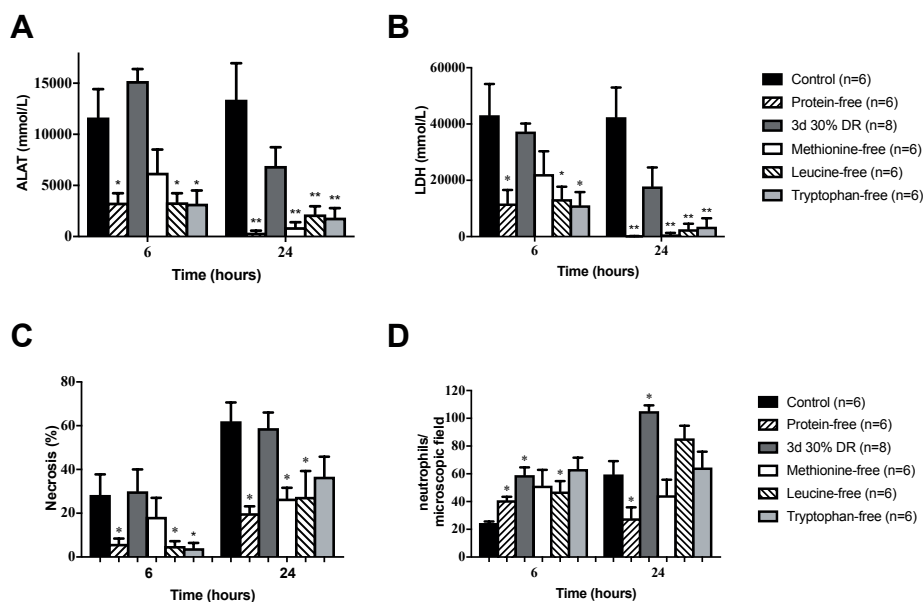 A
ALAT (mmol/L)
15000
10000
5000
0
* * *
** ** ** **
6 24
Time (hours)
B
LDH (mmol/L)
60000
40000
20000
0
* * *
** ** ** **
6 24
Time (hours)
Control (n=6)
Protein-free (n=6)
3d 30% DR (n=8)
Methionine-free (n=6)
Leucine-free (n=6)
Tryptophan-free (n=6)
C
Necrosis (%)
80
60
40
20
0
* * *
* * *
6 24
Time (hours)
D
neutrophils/
microscopic field
120
100
80
60
40
20
0
* * *
* *
6 24
Time (hours)
Control (n=6)
Protein-free (n=6)
3d 30% DR (n=8)
Methionine-free (n=6)
Leucine-free (n=6)
Tryptophan-free (n=6)